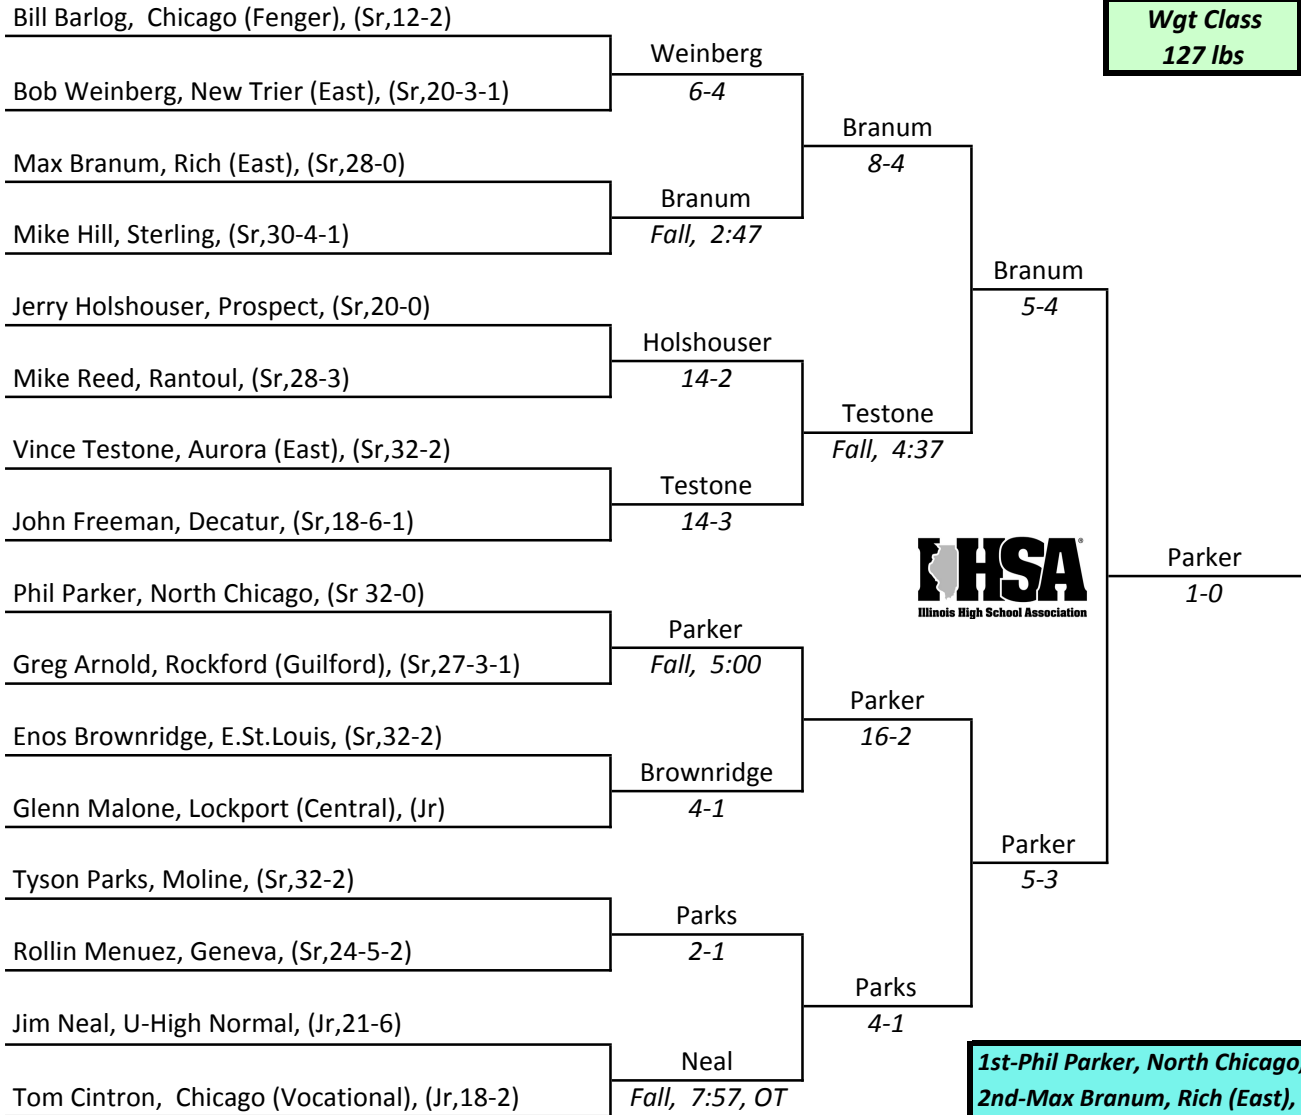 Bill Barlog, Chicago (Fenger), (Sr,12-2)
Wgt Class
127 lbs
Weinberg
6-4
Bob Weinberg, New Trier (East), (Sr,20-3-1)
Branum
8-4
Max Branum, Rich (East), (Sr,28-0)
Branum
Fall, 2:47
Mike Hill, Sterling, (Sr,30-4-1)
Branum
5-4
Jerry Holshouser, Prospect, (Sr,20-0)
Holshouser
14-2
Mike Reed, Rantoul, (Sr,28-3)
Testone
Fall, 4:37
Vince Testone, Aurora (East), (Sr,32-2)
Testone
14-3
John Freeman, Decatur, (Sr,18-6-1)
IHSA®
Illinois High School Association
Parker
1-0
Phil Parker, North Chicago, (Sr 32-0)
Parker
Fall, 5:00
Greg Arnold, Rockford (Guilford), (Sr,27-3-1)
Parker
16-2
Enos Brownridge, E.St.Louis, (Sr,32-2)
Brownridge
4-1
Glenn Malone, Lockport (Central), (Jr)
Parker
5-3
Tyson Parks, Moline, (Sr,32-2)
Parks
2-1
Rollin Menuez, Geneva, (Sr,24-5-2)
Parks
4-1
Jim Neal, U-High Normal, (Jr,21-6)
Neal
Fall, 7:57, OT
Tom Cintron, Chicago (Vocational), (Jr,18-2)
1st-Phil Parker, North Chicago,
2nd-Max Branum, Rich (East),